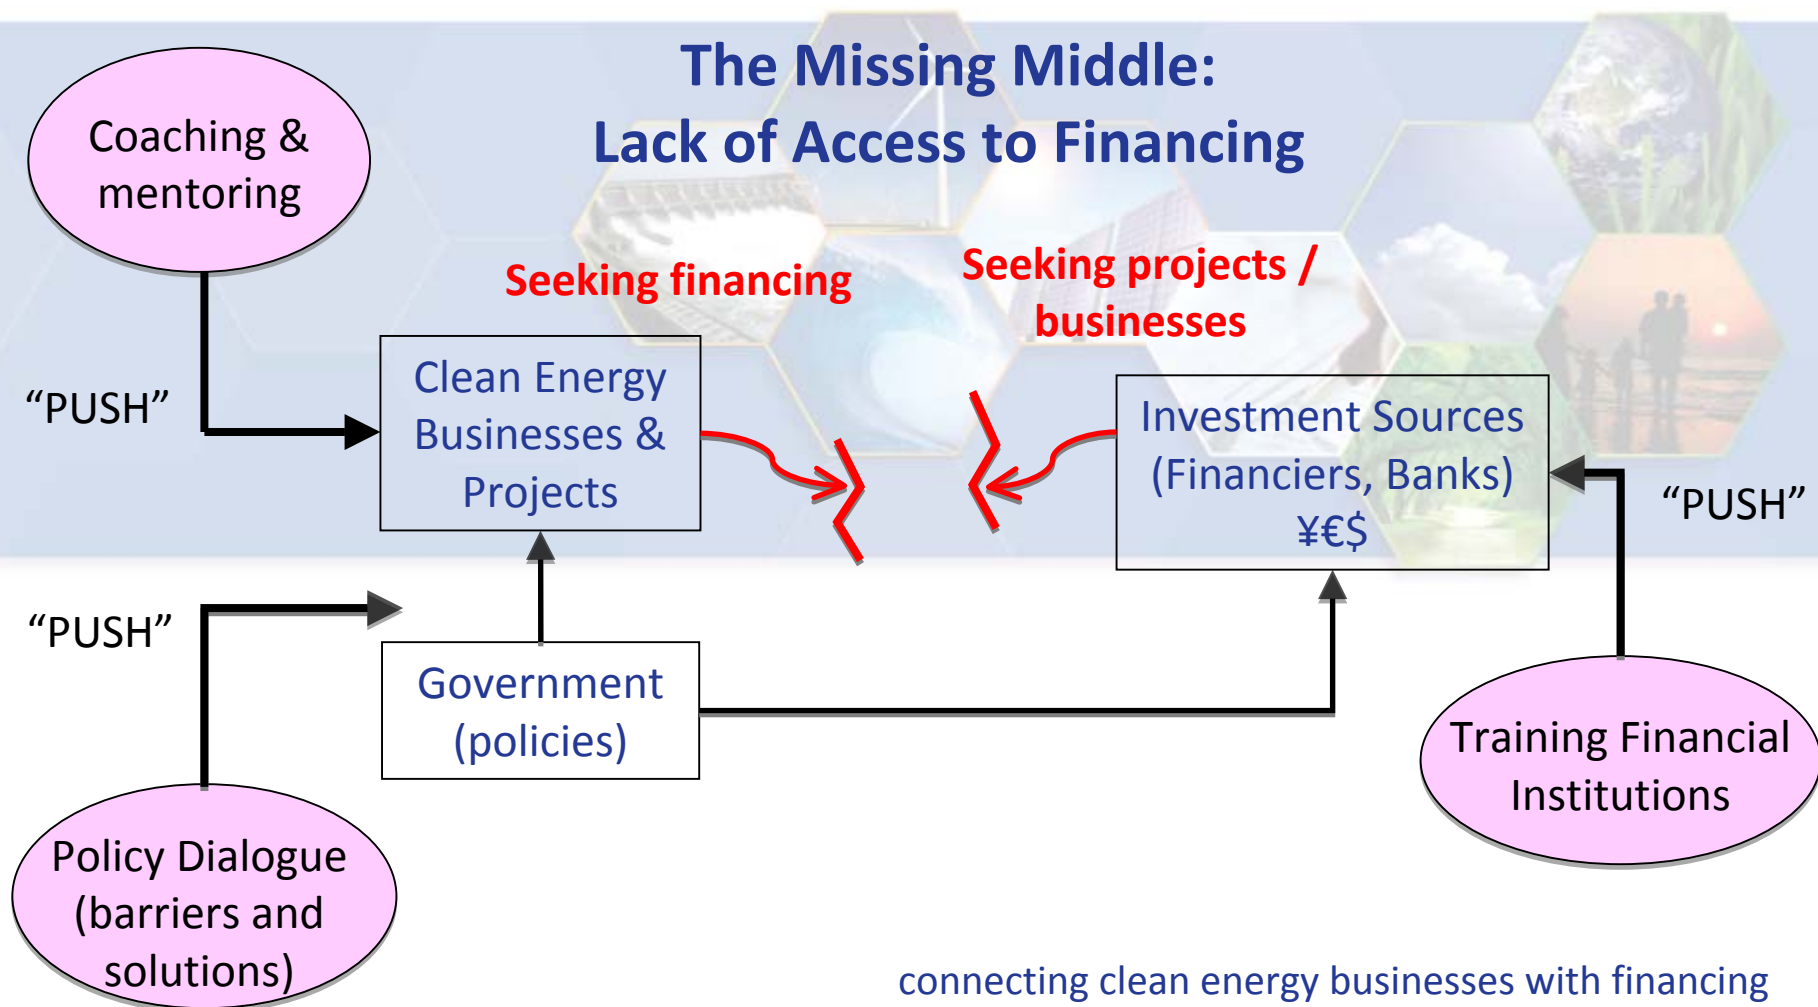 The Missing Middle:
Lack of Access to Financing
Coaching &
mentoring
Seeking financing
Seeking projects /
businesses
“PUSH”
Clean Energy
Businesses &
Projects
Investment Sources
(Financiers, Banks)
¥€$
“PUSH”
“PUSH”
Government
(policies)
Training Financial
Institutions
Policy Dialogue
(barriers and
solutions)
connecting clean energy businesses with financing